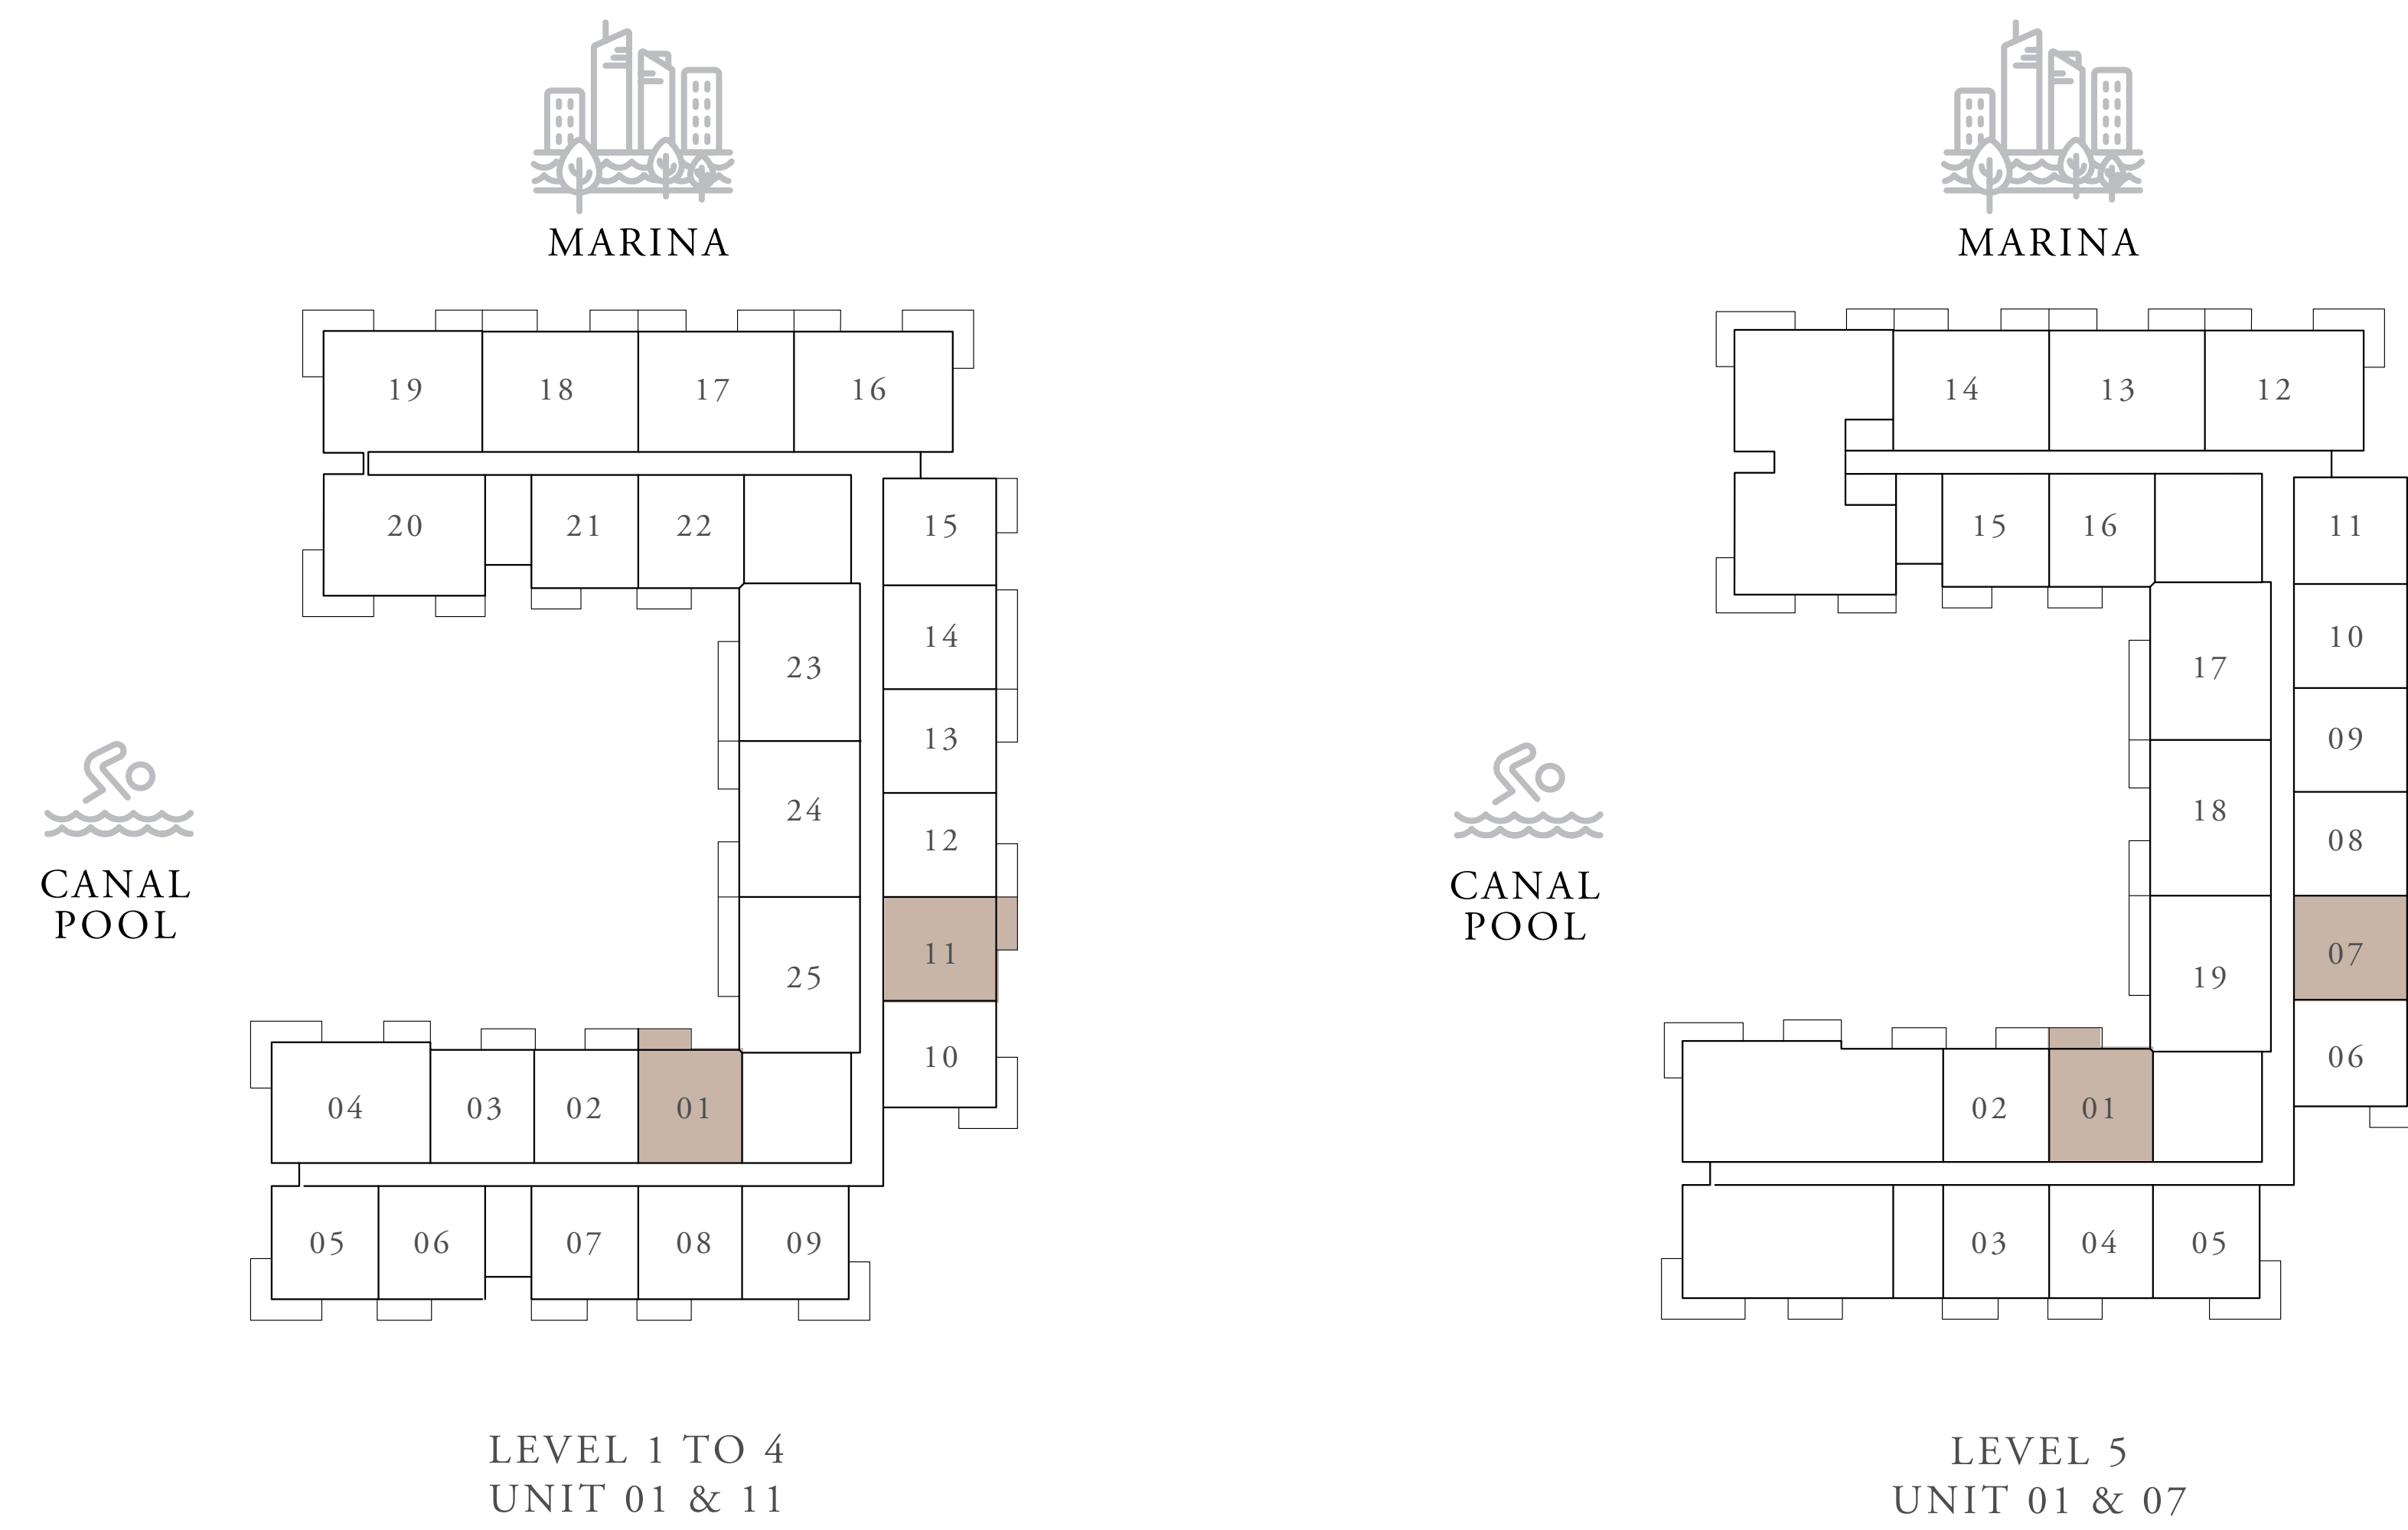 MARINA
19 18 17 16
20 21 22 15
14
23
13
24 12
CANAL
POOL
25 11
10
04 03 02 01
05 06 07 08 09
LEVEL 1 TO 4
UNIT 01 & 11
MARINA
14 13 12
15 16 11
10
17
09
18 08
CANAL
POOL
19 07
06
02 01
03 04 05
LEVEL 5
UNIT 01 & 07